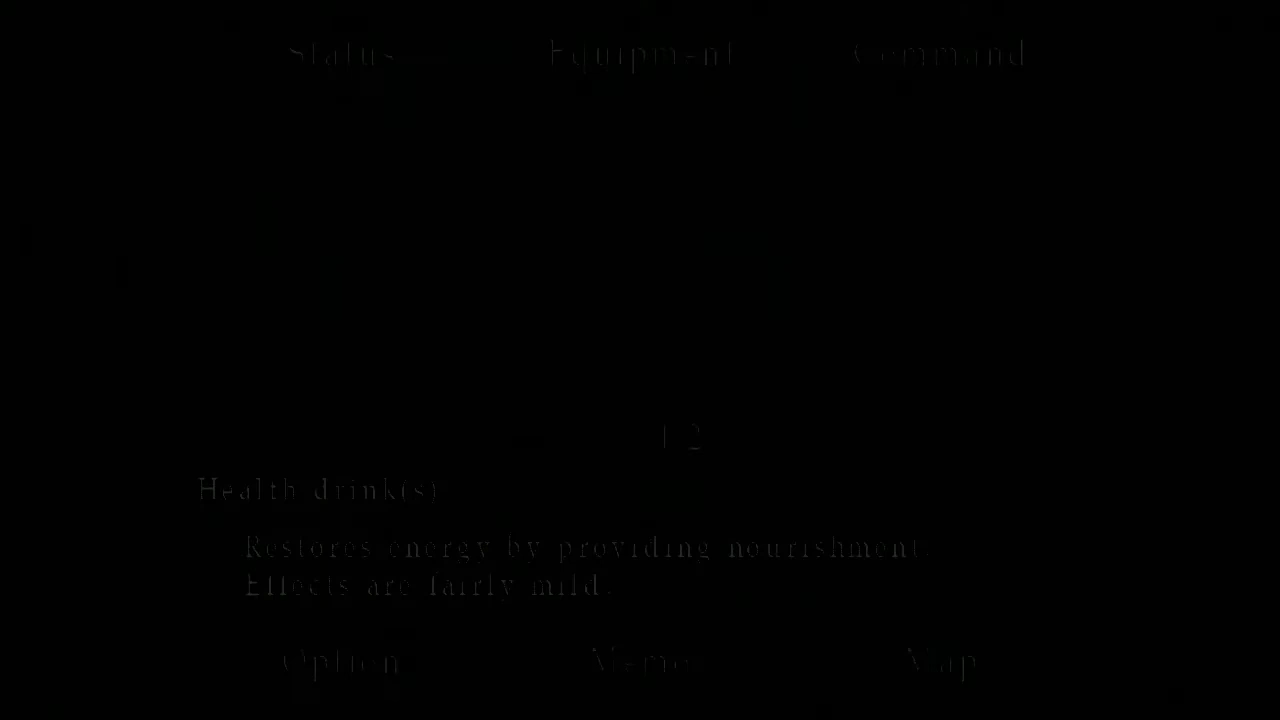 Status Equipment Command
12
Health drink(s)
Restores energy by providing nourishment.
Effects are fairly mild.
Option Memo Map